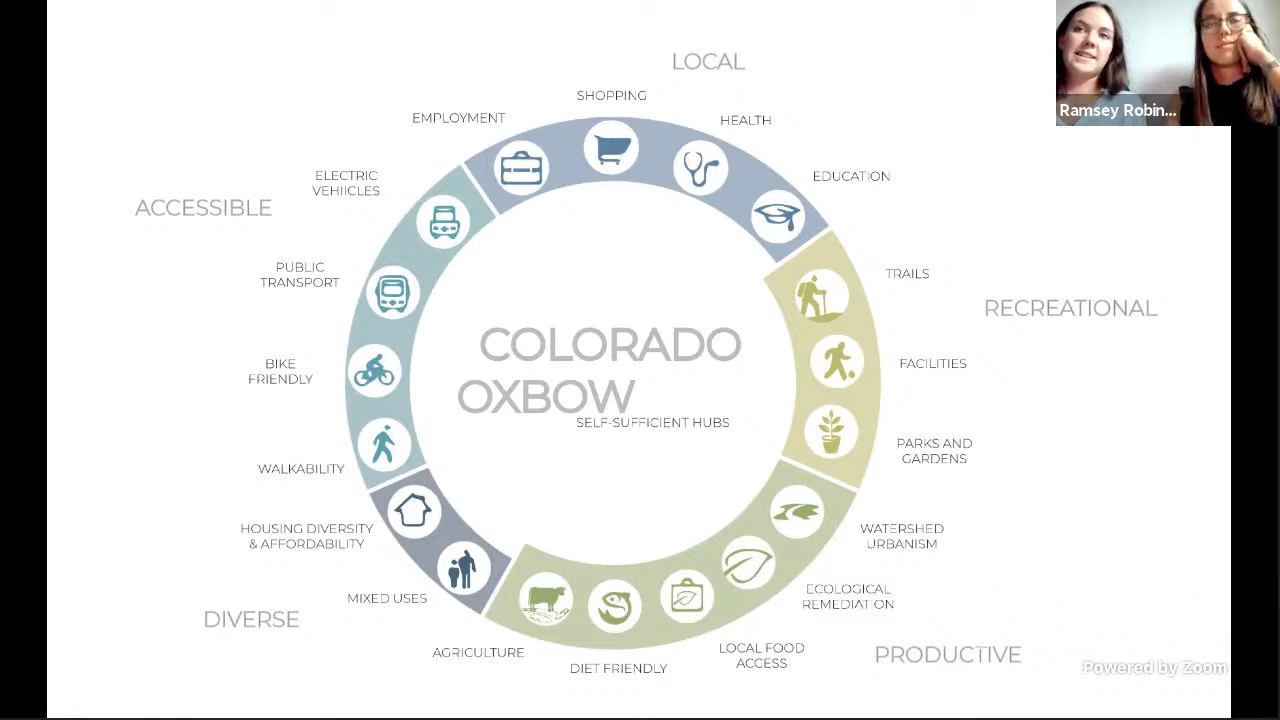 LOCAL
SHOPPING
EMPLOYMENT
HEALTH
ELECTRIC
VEHIICLES
EDUCATION
ACCESSIBLE
PUBLIC
TRANSPORT
TRAILS
RECREATIONAL
BIKE
FRIENDLY
FACILITIES
COLORADO
OXBOW
SELF-SUFFICIENT HUBS
PARKS AND
GARDENS
WALKABILITY
HOUSING DIVERSITY
& AFFORDABILITY
WATERSHED
URBANISM
MIXED USES
ECOLOGICAL
REMEDIATION
DIVERSE
AGRICULTURE
DIET FRIENDLY
LOCAL FOOD
ACCESS
PRODUCTIVE
Ramsey Robin...
Powered by Zoom